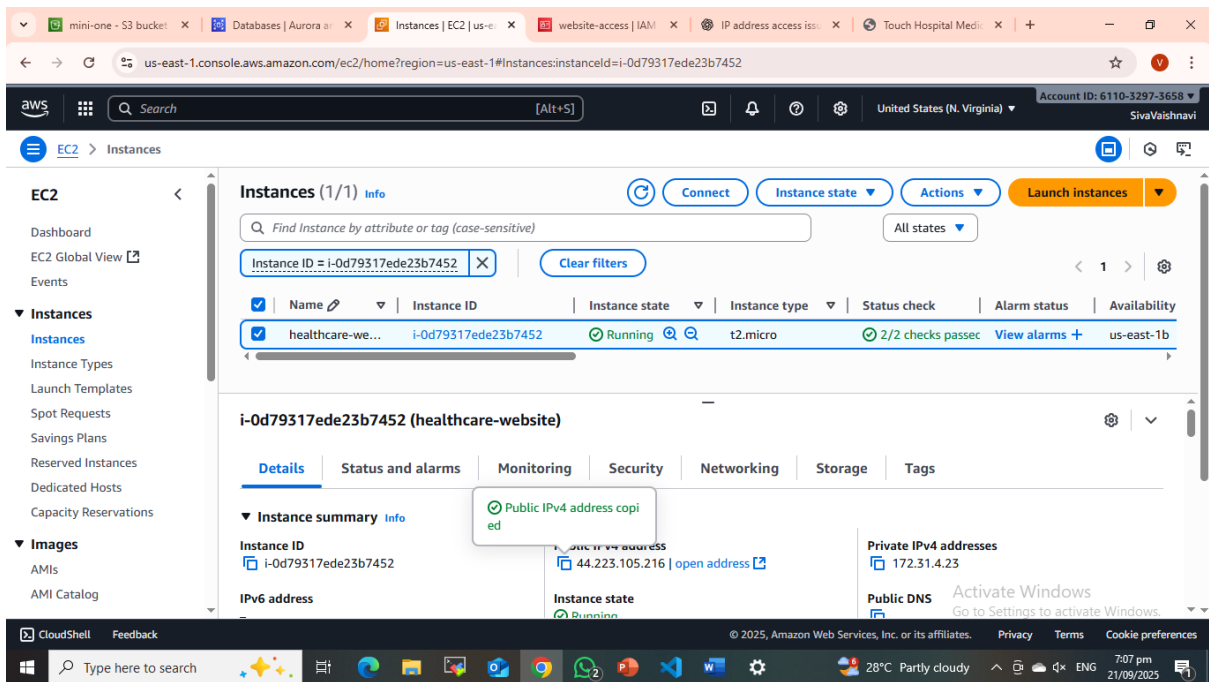 mini-one - S3 bucket
Databases | Aurora an
Instances | EC2 | us-ea
website-access | IAM
IP address access issu
Touch Hospital Medic
us-east-1.console.aws.amazon.com/ec2/home?region=us-east-1#Instances:instanceId=i-0d79317ede23b7452
V
aws
Search [Alt+S]
United States (N. Virginia)
Account ID: 6110-3297-3658
SivaVaishnavi
EC2 > Instances
EC2
Dashboard
EC2 Global View
Events
Instances
Instances
Instance Types
Launch Templates
Spot Requests
Savings Plans
Reserved Instances
Dedicated Hosts
Capacity Reservations
Images
AMIs
AMI Catalog
Instances (1/1) Info
Connect
Instance state
Actions
Launch instances
Find Instance by attribute or tag (case-sensitive)
All states
Instance ID = i-0d79317ede23b7452
Clear filters
1
Name Instance ID Instance state Instance type Status check Alarm status Availability
healthcare-we... i-0d79317ede23b7452 Running t2.micro 2/2 checks passec View alarms + us-east-1b
i-0d79317ede23b7452 (healthcare-website)
Details Status and alarms Monitoring Security Networking Storage Tags
Public IPv4 address copi
ed
Instance summary Info
Instance ID
i-0d79317ede23b7452
Public IPv4 address
44.223.105.216 | open address
Private IPv4 addresses
172.31.4.23
IPv6 address
–
Instance state
Running
Public DNS
Activate Windows
Go to Settings to activate Windows.
CloudShell Feedback
© 2025, Amazon Web Services, Inc. or its affiliates. Privacy Terms Cookie preferences
Type here to search
2
28°C Partly cloudy
ENG
7:07 pm
21/09/2025
1